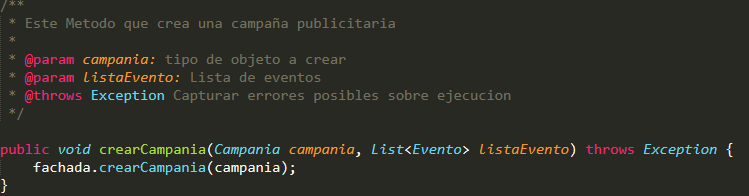 /**
 * Este Metodo que crea una campaña publicitaria
 *
 * @param campania: tipo de objeto a crear
 * @param listaEvento: Lista de eventos
 * @throws Exception Capturar errores posibles sobre ejecucion
 */
public void crearCampania(Campania campania, List<Evento> listaEvento) throws Exception {
    fachada.crearCampania(campania);
}